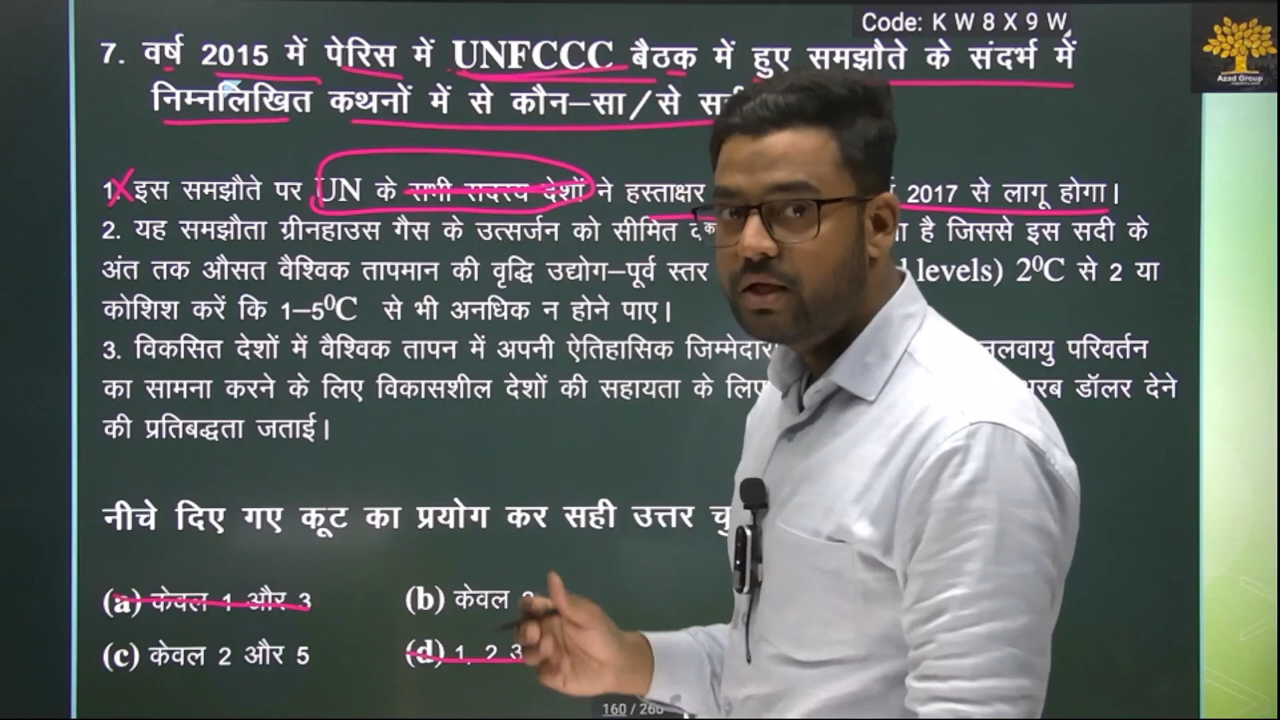 Code: K W 8 X 9 W
Azad Group
7. वर्ष 2015 में पेरिस में UNFCCC बैठक में हुए समझौते के संदर्भ में
निम्नलिखित कथनों में से कौन–सा/से
1. इस समझौते पर UN के सभी सदस्य देशों ने हस्ताक्षर 2017 से लागू होगा।
2. यह समझौता ग्रीनहाउस गैस के उत्सर्जन को सीमित है जिससे इस सदी के
अंत तक औसत वैश्विक तापमान की वृद्धि उद्योग–पूर्व स्तर levels) 2⁰C से 2 या
कोशिश करें कि 1–5⁰C से भी अनधिक न होने पाए।
3. विकसित देशों में वैश्विक तापन में अपनी ऐतिहासिक परिवर्तन
का सामना करने के लिए विकासशील देशों की सहायता के लिए डॉलर देने
की प्रतिबद्धता जताई।
नीचे दिए गए कूट का प्रयोग कर सही उत्तर
(a) केवल 1 और 3 (b) केवल
(c) केवल 2 और 5 (d) 1, 2 3
160 / 260